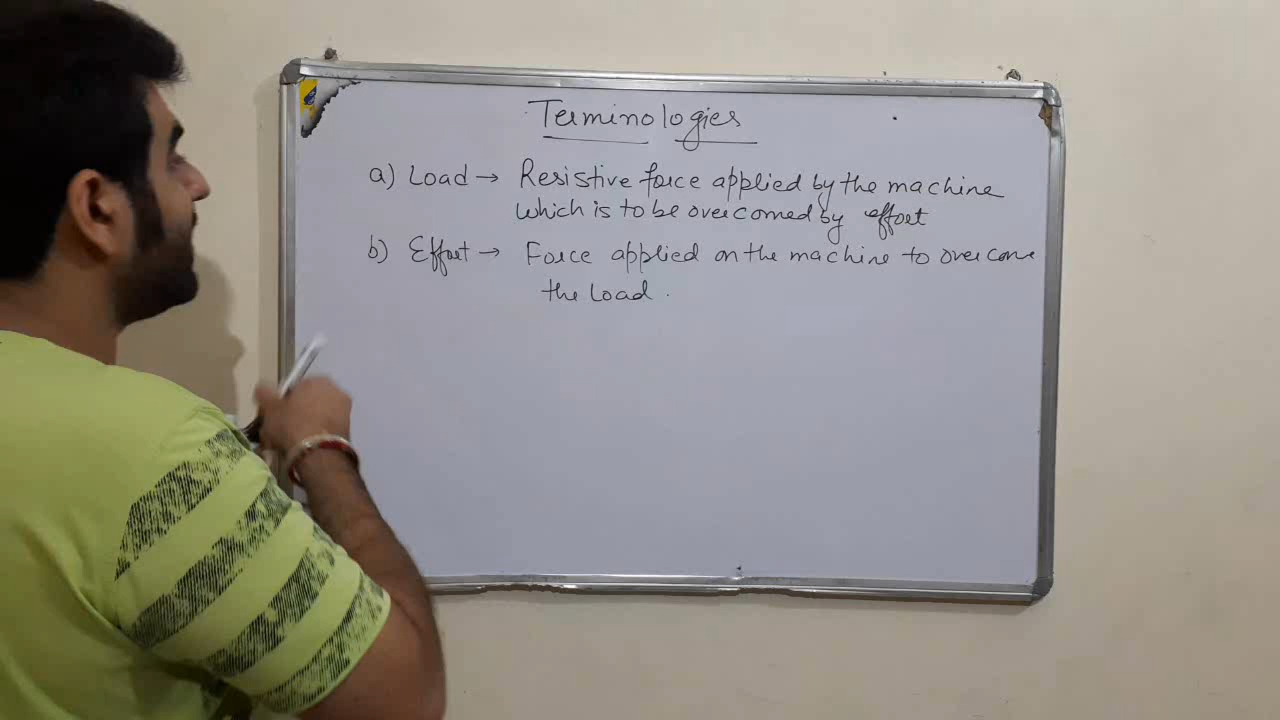 Terminologies
a) Load → Resistive force applied by the machine
which is to be overcomed by effort
b) Effort → Force applied on the machine to overcome
the load.